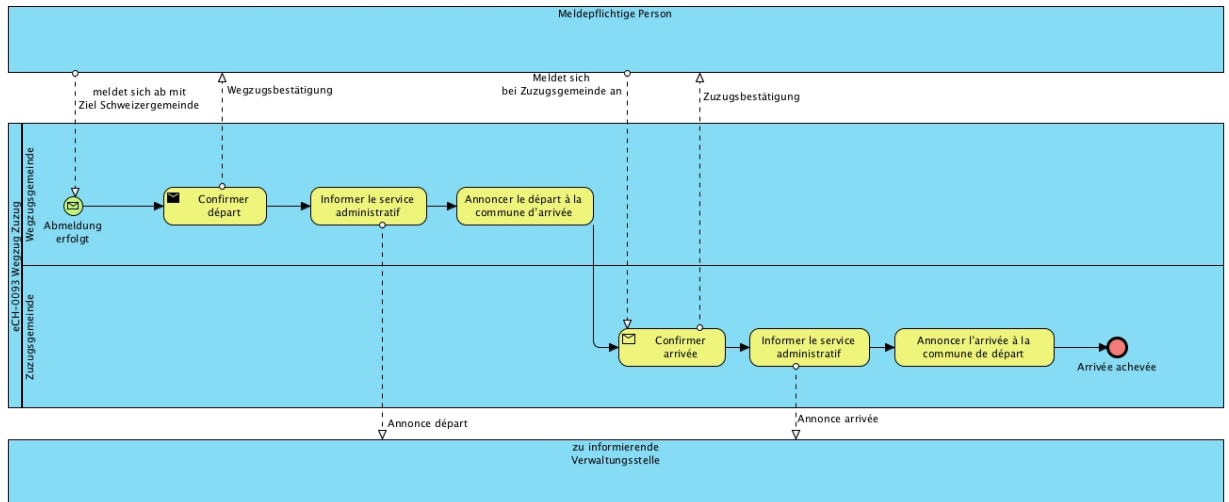 Meldepflichtige Person
meldet sich ab mit
Ziel Schweizergemeinde
Wegzugsbestätigung
Meldet sich
bei Zuzugsgemeinde an
Zuzugsbestätigung
eCH-0093 Wegzug Zuzug
Wegzugsgemeinde
Abmeldung
erfolgt
Confirmer
départ
Informer le service
administratif
Annoncer le départ à la
commune d'arrivée
Zuzugsgemeinde
Confirmer
arrivée
Informer le service
administratif
Annoncer l'arrivée à la
commune de départ
Arrivée achevée
Annonce départ
Annonce arrivée
zu informierende
Verwaltungsstelle